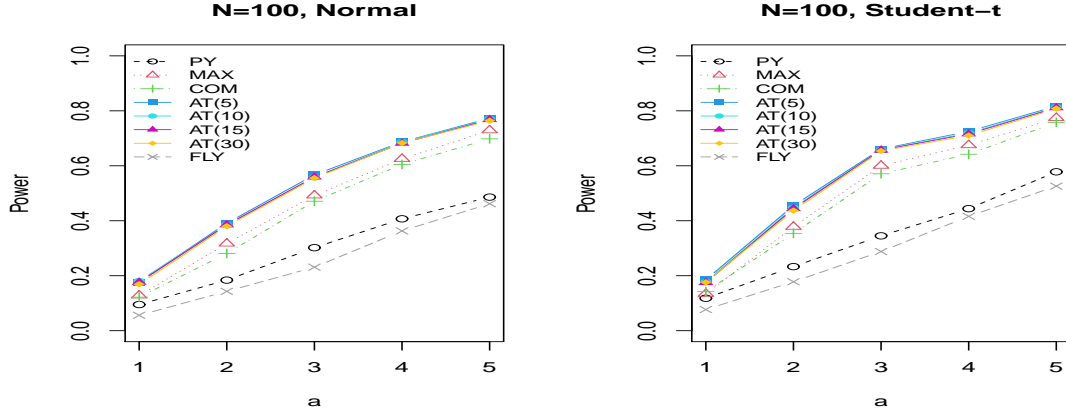 N=100, Normal
Power
1.0
0.8
0.6
0.4
0.2
0.0
PY
MAX
COM
AT(5)
AT(10)
AT(15)
AT(30)
FLY
1 2 3 4 5
a
N=100, Student−t
Power
1.0
0.8
0.6
0.4
0.2
0.0
PY
MAX
COM
AT(5)
AT(10)
AT(15)
AT(30)
FLY
1 2 3 4 5
a